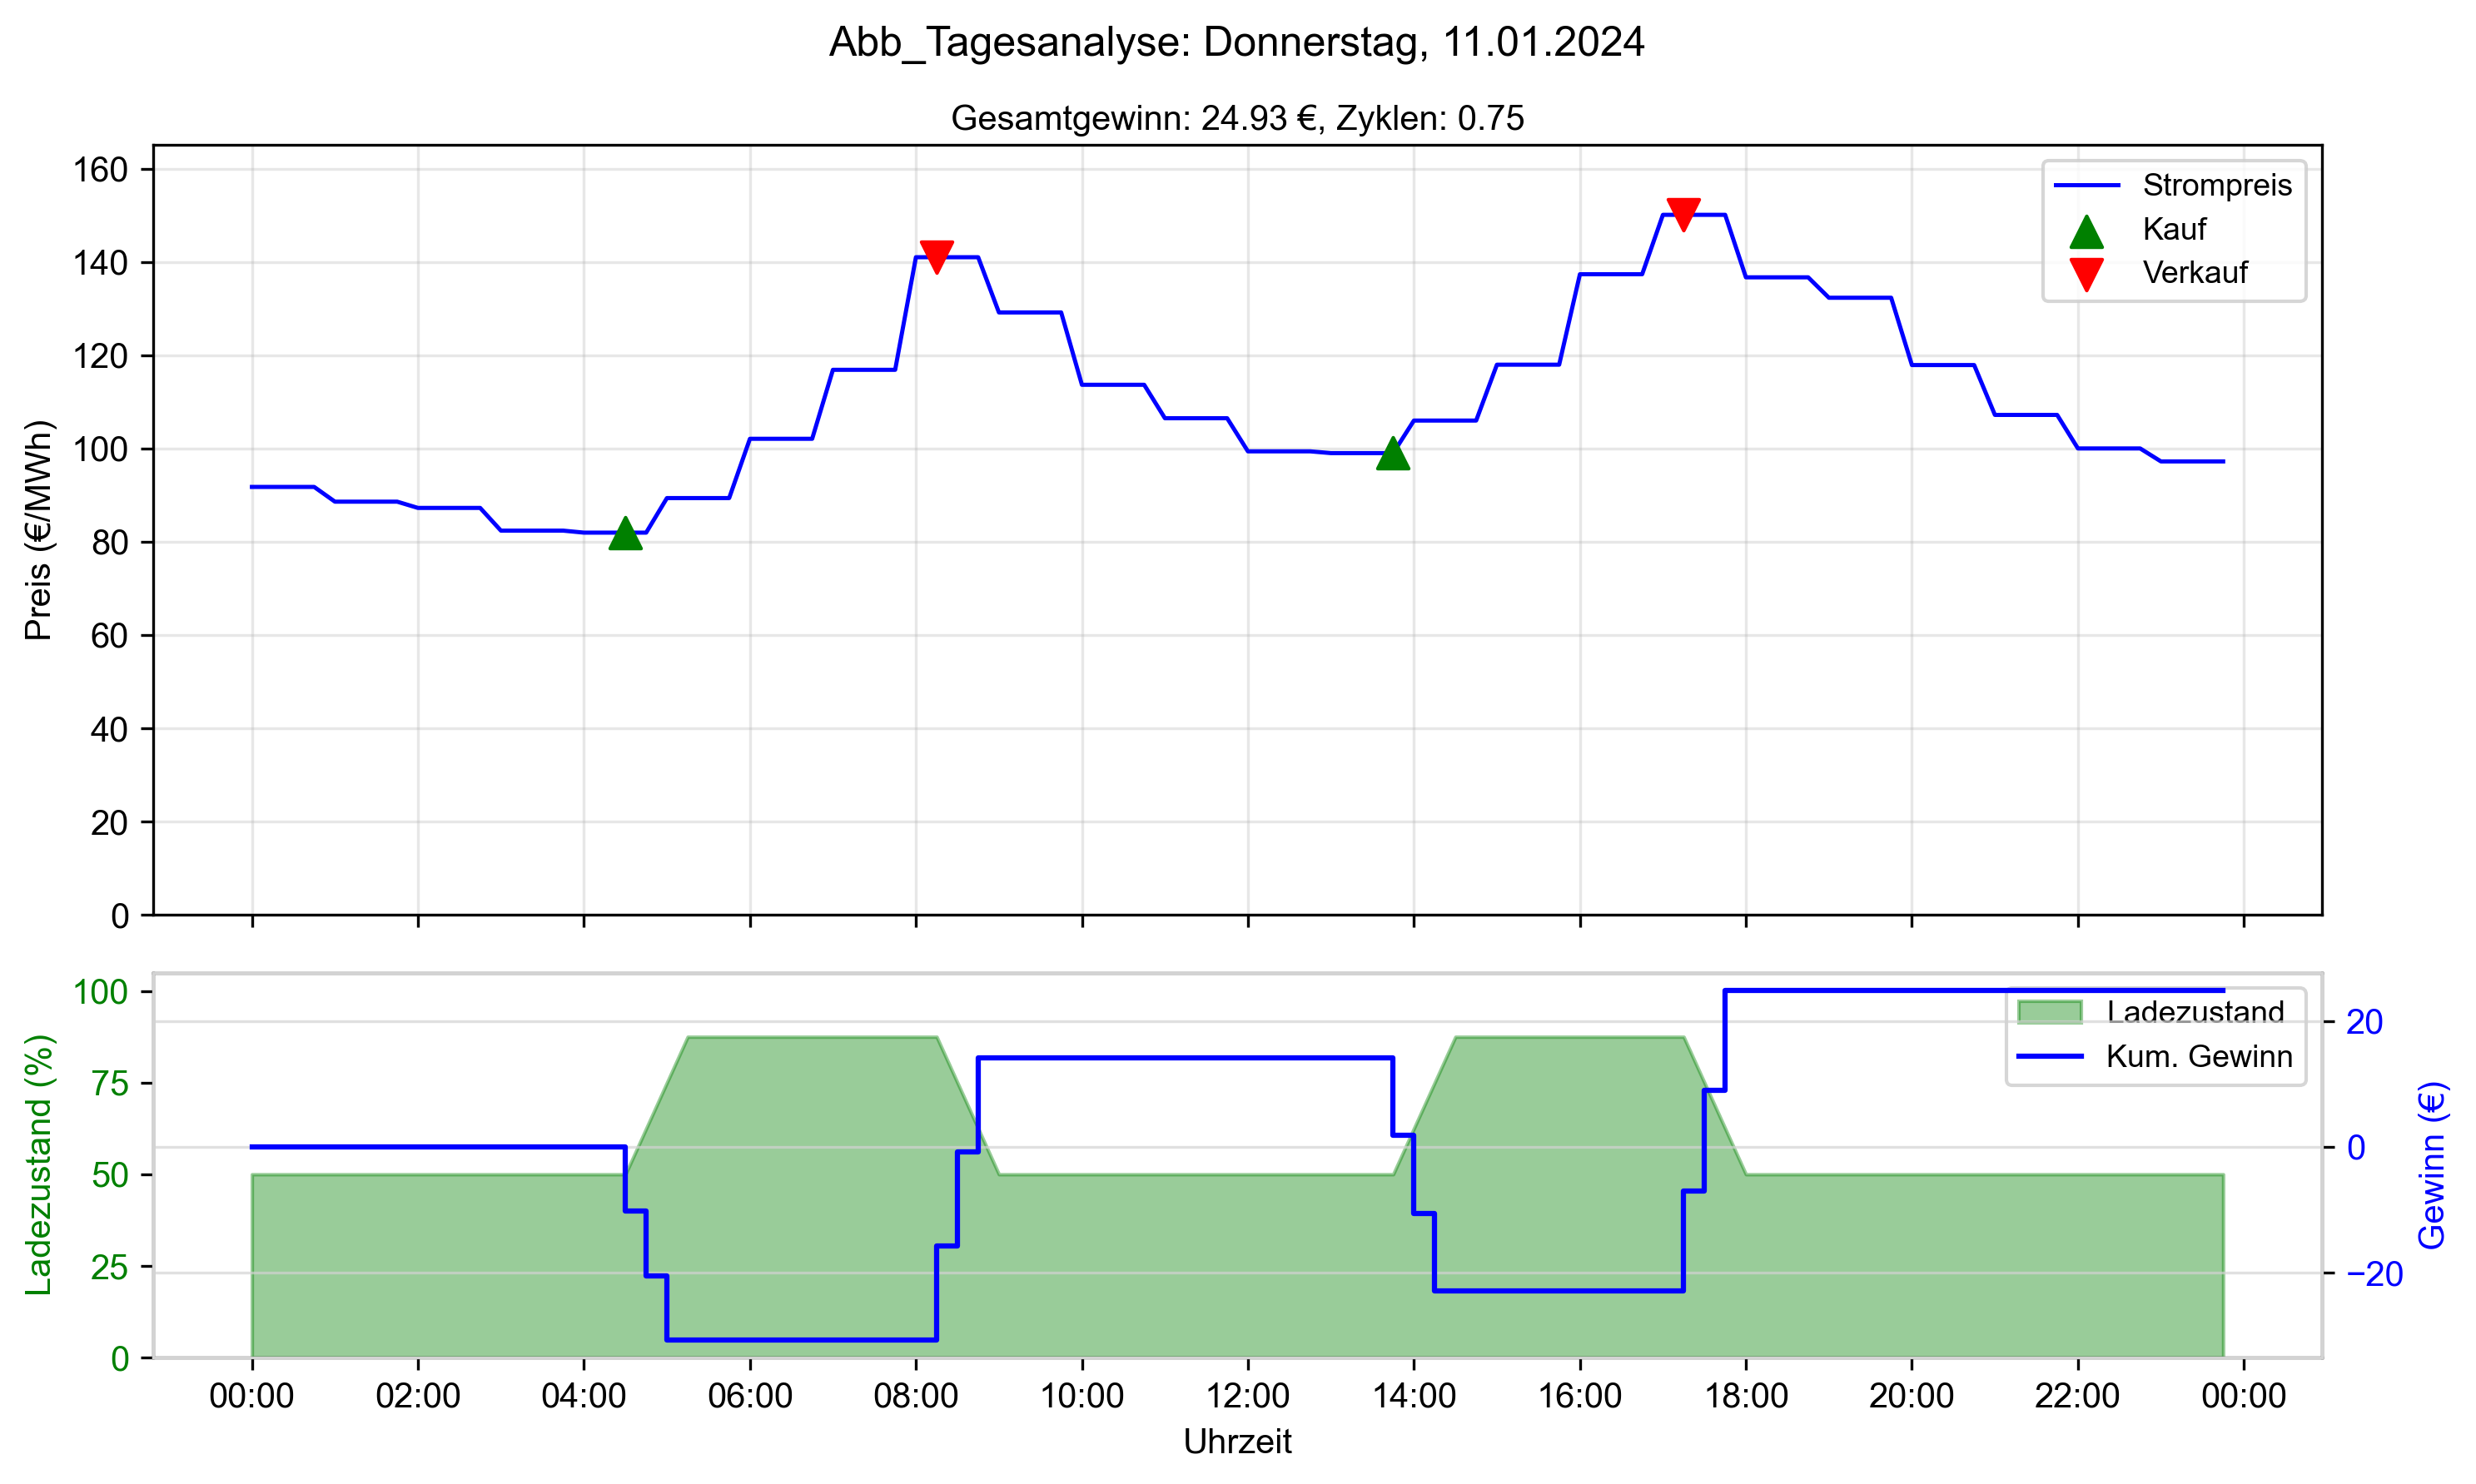 Abb_Tagesanalyse: Donnerstag, 11.01.2024
Gesamtgewinn: 24.93 €, Zyklen: 0.75
Preis (€/MWh)
160
140
120
100
80
60
40
20
0
Strompreis
Kauf
Verkauf
Ladezustand (%)
100
75
50
25
0
Ladezustand
Kum. Gewinn
20
0
−20
Gewinn (€)
00:00 02:00 04:00 06:00 08:00 10:00 12:00 14:00 16:00 18:00 20:00 22:00 00:00
Uhrzeit